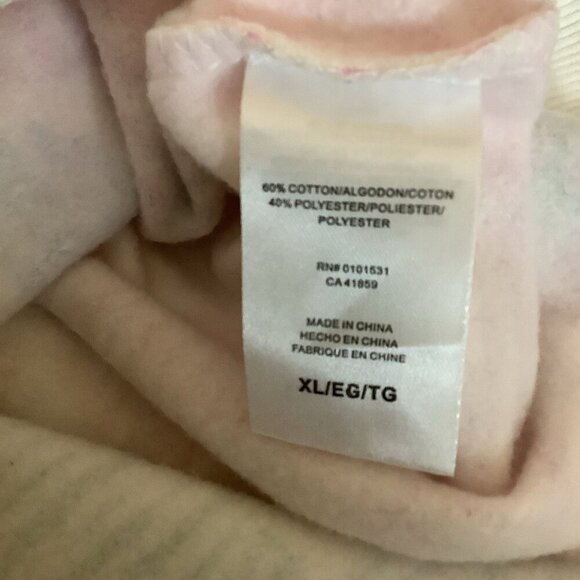 60% COTTON/ALGODON/COTON
40% POLYESTER/POLIESTER/
POLYESTER
RN# 0101531
CA 41859
MADE IN CHINA
HECHO EN CHINA
FABRIQUE EN CHINE
XL/EG/TG